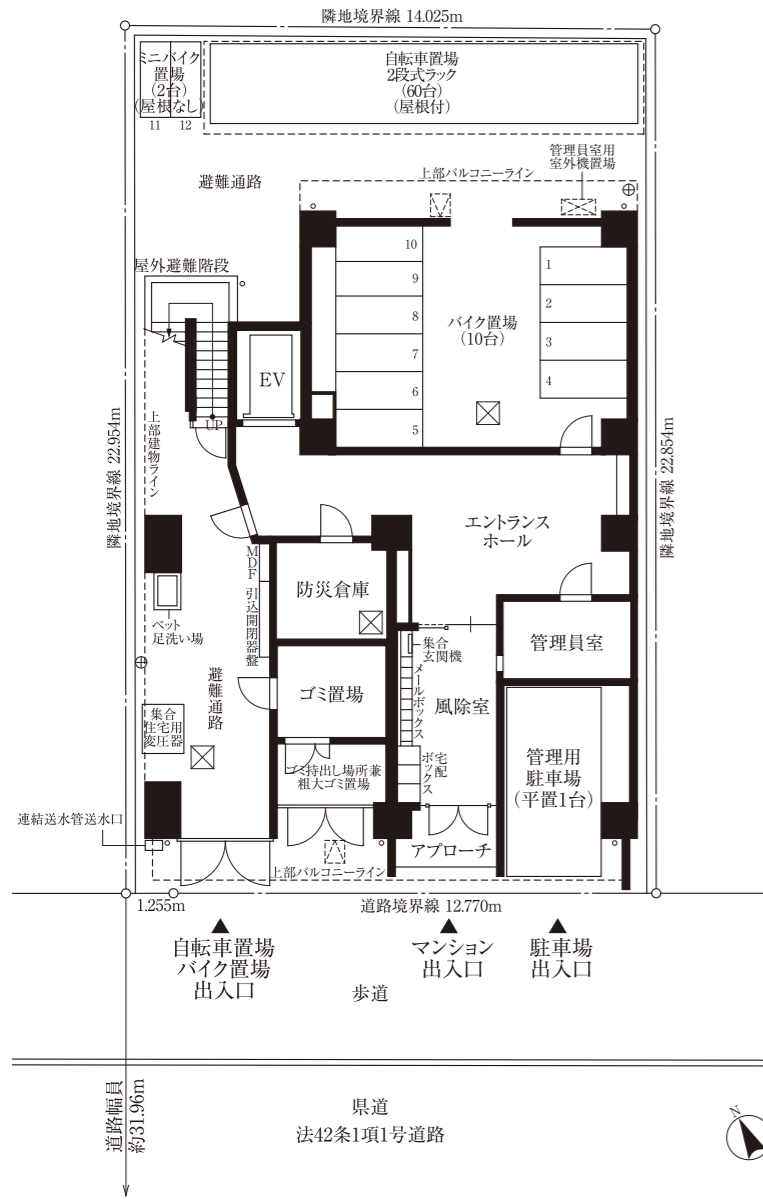 隣地境界線 14.025m
ミニバイク
置場
(2台)
(屋根なし)
11 12
自転車置場
2段式ラック
(60台)
(屋根付)
管理員室用
室外機置場
上部バルコニーライン
避難通路
屋外避難階段
10
9
8
7
6
5
1
2
3
4
バイク置場
(10台)
EV
UP
上部建物ライン
隣地境界線 22.954m
隣地境界線 22.854m
エントランス
ホール
MDF
引込開閉器盤
防災倉庫
ペット
足洗い場
集合
玄関機
管理員室
メールボックス
風除室
避難通路
ゴミ置場
集合
住宅用
変圧器
宅配
ボックス
ゴミ持出し場所兼
粗大ゴミ置場
管理用
駐車場
(平置1台)
連結送水管送水口
上部バルコニーライン
アプローチ
1.255m
道路境界線 12.770m
自転車置場
バイク置場
出入口
マンション
出入口
駐車場
出入口
歩道
道路幅員
約31.96m
県道
法42条1項1号道路
N